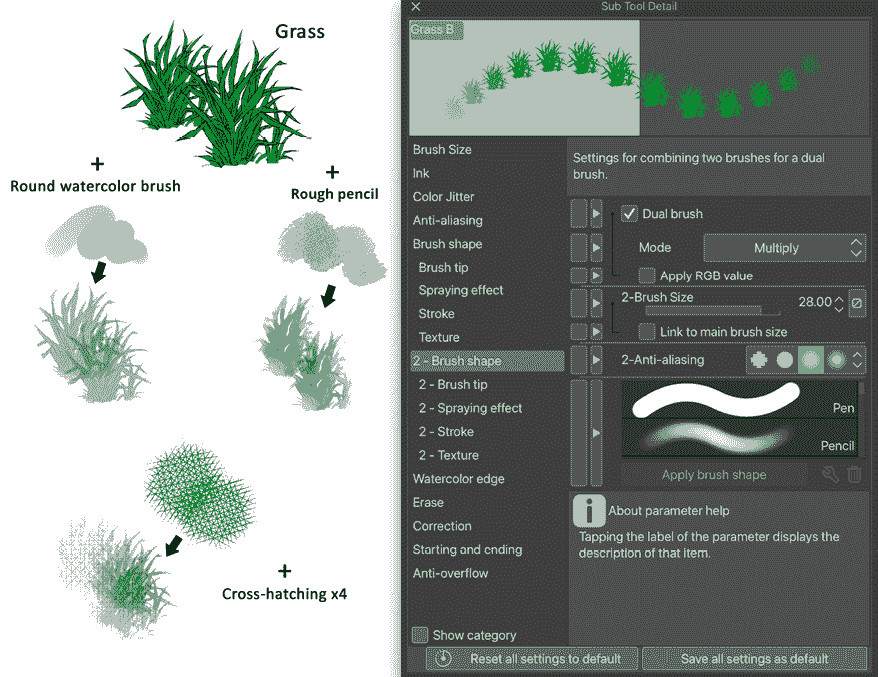 Grass
+
Round watercolor brush
+
Rough pencil
+
Cross-hatching x4
Sub Tool Detail
Grass B
Brush Size
Ink
Color Jitter
Anti-aliasing
Brush shape
Brush tip
Spraying effect
Stroke
Texture
2 - Brush shape
2 - Brush tip
2 - Spraying effect
2 - Stroke
2 - Texture
Watercolor edge
Erase
Correction
Starting and ending
Anti-overflow
Show category
Settings for combining two brushes for a dual
brush.
Dual brush
Mode Multiply
Apply RGB value
2-Brush Size 28.00
Link to main brush size
2-Anti-aliasing
Pen
Pencil
Apply brush shape
About parameter help
Tapping the label of the parameter displays the
description of that item.
Reset all settings to default Save all settings as default